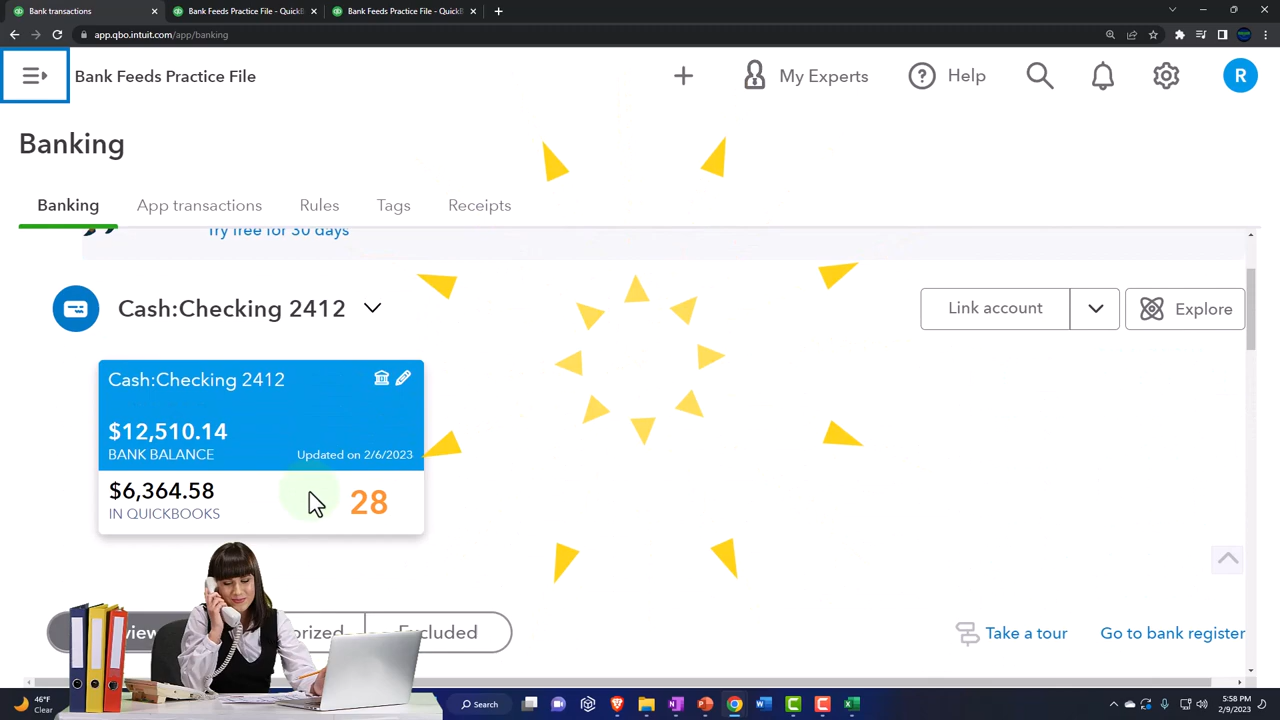 Bank transactions
Bank Feeds Practice File - QuickB
Bank Feeds Practice File - QuickB
app.qbo.intuit.com/app/banking
Bank Feeds Practice File
My Experts
Help
R
Banking
Banking
App transactions
Rules
Tags
Receipts
Try free for 30 days
Cash:Checking 2412
Link account
Explore
Cash:Checking 2412
$12,510.14
BANK BALANCE
Updated on 2/6/2023
$6,364.58
28
IN QUICKBOOKS
Excluded
Take a tour
Go to bank register
46°F
Clear
Search
5:58 PM
2/9/2023